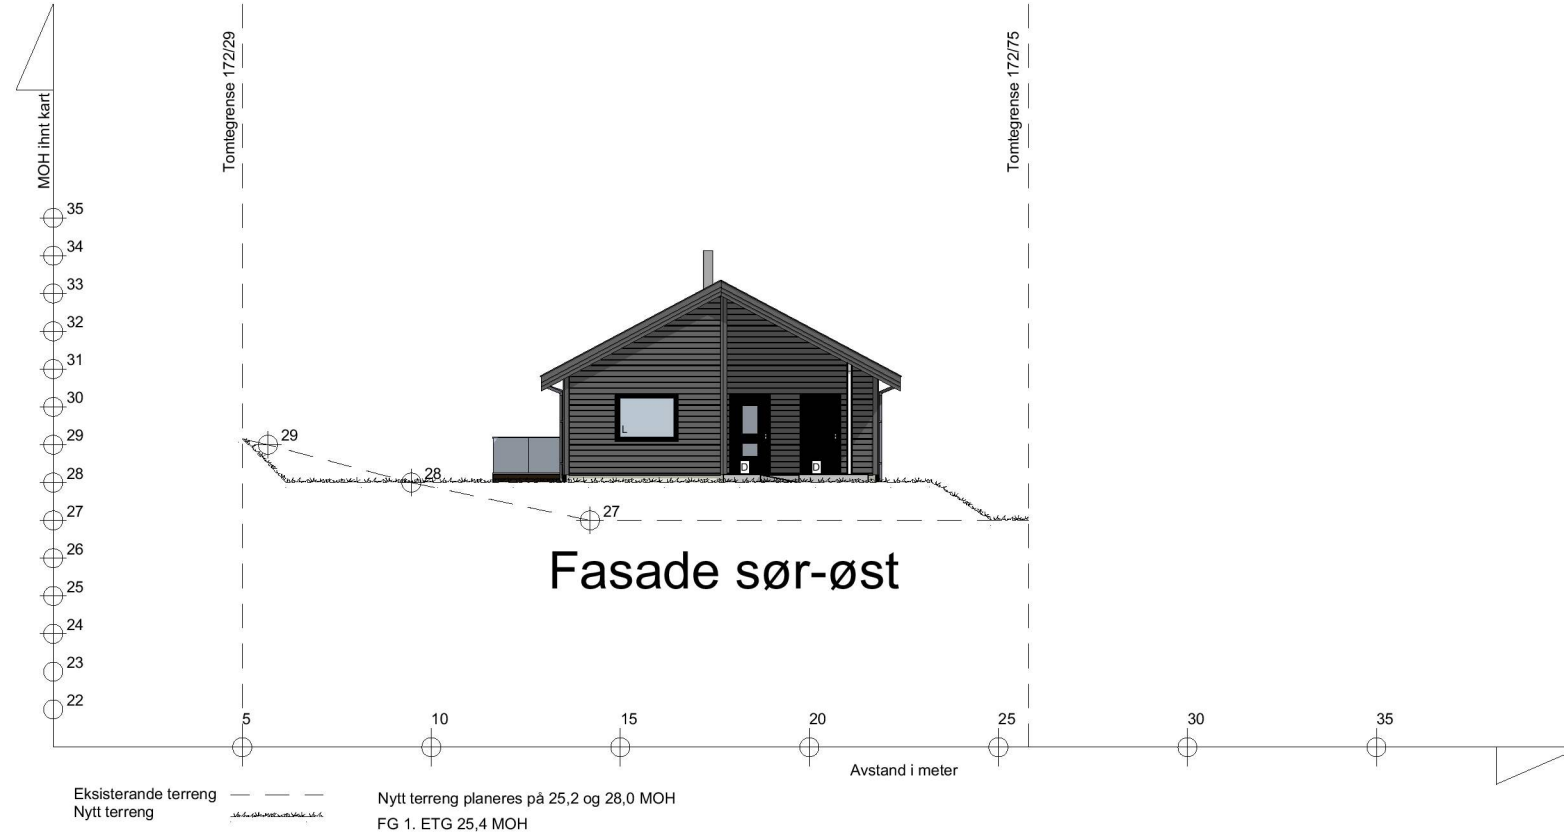 MOH ihnt kart
Tomtegrense 172/29
Tomtegrense 172/75
35
34
33
32
31
30
29
28
27
26
25
24
23
22
29
28
27
L
D
D
Fasade sør-øst
5
10
15
20
25
30
35
Avstand i meter
Eksisterande terreng
Nytt terreng
Nytt terreng planeres på 25,2 og 28,0 MOH
FG 1. ETG 25,4 MOH